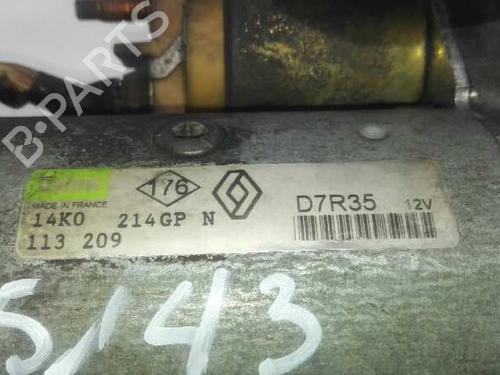 B-PARTS
176
D7R35 12V
MADE IN FRANCE
14K0 214GP N
113 209
5143